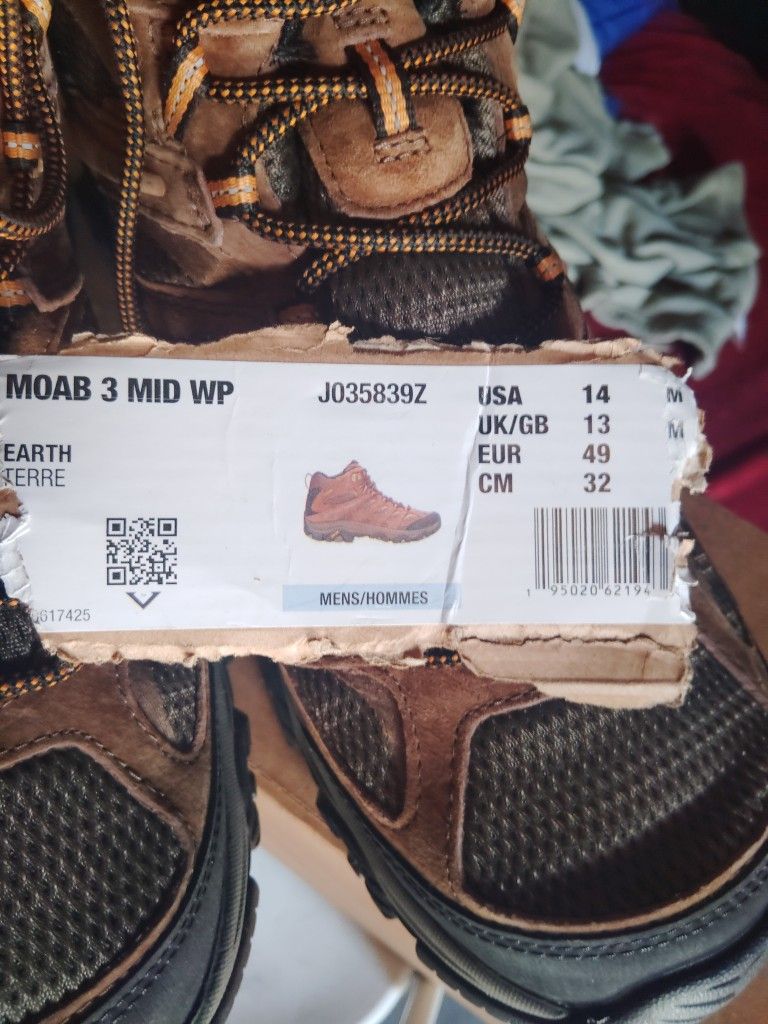 MOAB 3 MID WP
J035839Z
USA 14 M
UK/GB 13 M
EUR 49
CM 32
EARTH
TERRE
MENS/HOMMES
617425
1 95020 62194